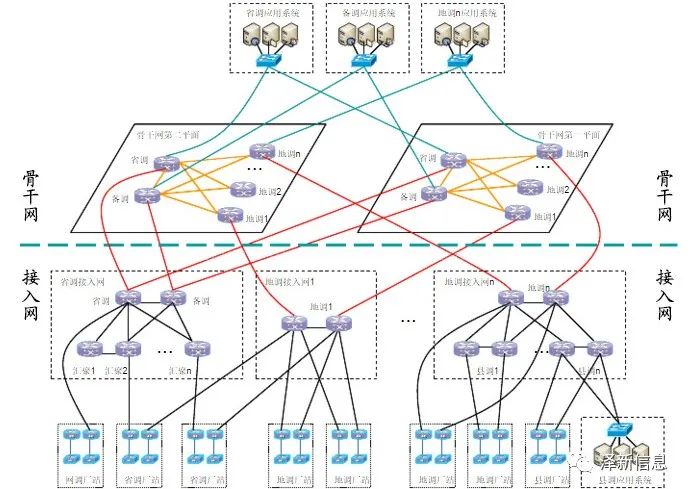 省调应用系统 备调应用系统 地调n应用系统
骨干网第二平面 骨干网第一平面
地调n 地调n
省调 省调
骨干网 骨干网
地调2 地调2
备调 备调
地调1 地调1
接入网 接入网
省调接入网 地调接入网1 地调接入网n
省调 备调 地调1 地调n
... ... ... ... ...
汇聚1 汇聚2 汇聚n 县调1 县调n
网调厂站 省调厂站 省调厂站 地调厂站 地调厂站 地调厂站 县调厂站 县调应用系统
泽新信息